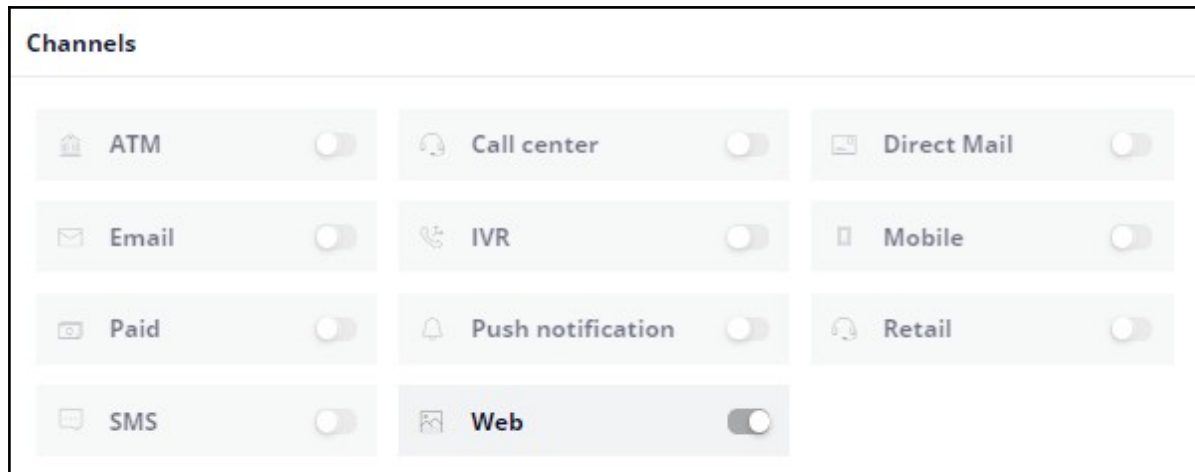 Channels
ATM Call center Direct Mail
Email IVR Mobile
Paid Push notification Retail
SMS Web